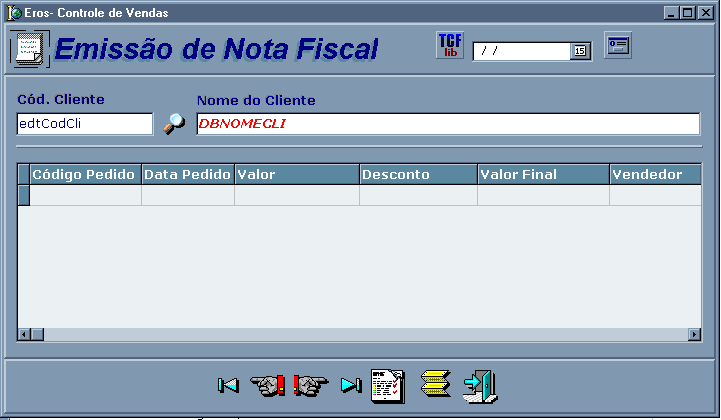 Eros- Controle de Vendas
Emissão de Nota Fiscal
TCF
lib
/ /
15
Cód. Cliente
Nome do Cliente
edtCodCli
DBNOMECLI
Código Pedido Data Pedido Valor Desconto Valor Final Vendedor